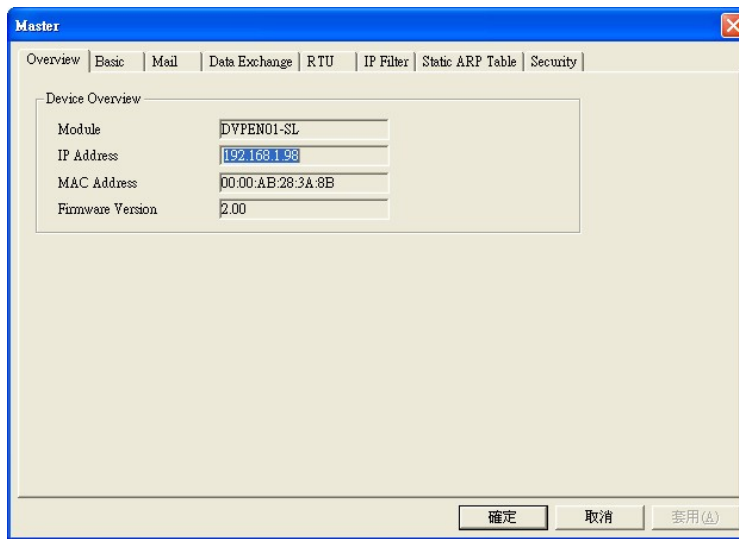 Master
Overview Basic Mail Data Exchange RTU IP Filter Static ARP Table Security
Device Overview
Module DVPEN01-SL
IP Address 192.168.1.98
MAC Address 00:00:AB:28:3A:8B
Firmware Version 2.00
確定 取消 套用(A)